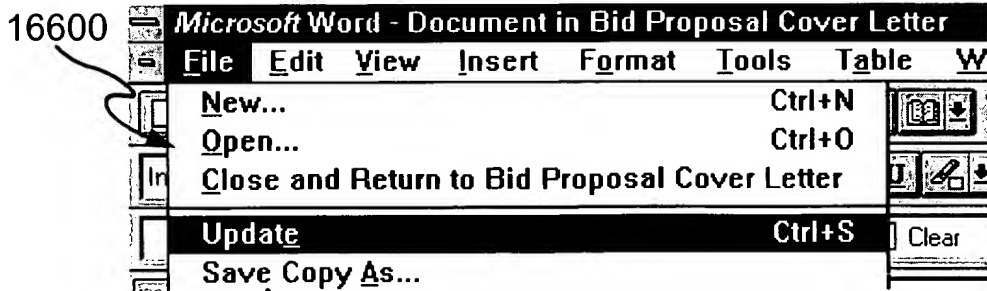 16600
Microsoft Word - Document in Bid Proposal Cover Letter
File Edit View Insert Format Tools Table W
New... Ctrl+N
Open... Ctrl+O
In
Close and Return to Bid Proposal Cover Letter U
Update Ctrl+S Clear
Save Copy As...